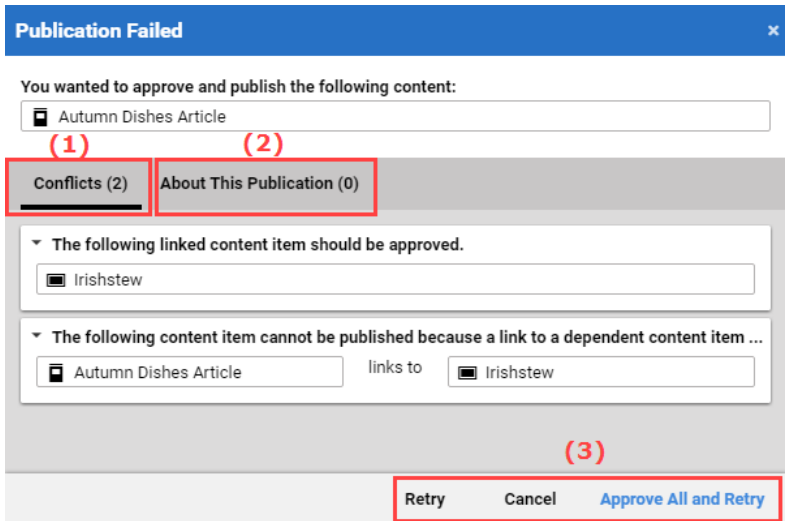 Publication Failed ×
You wanted to approve and publish the following content:
Autumn Dishes Article
(1) (2)
Conflicts (2) About This Publication (0)
The following linked content item should be approved.
Irishstew
The following content item cannot be published because a link to a dependent content item ...
Autumn Dishes Article links to Irishstew
(3)
Retry Cancel Approve All and Retry